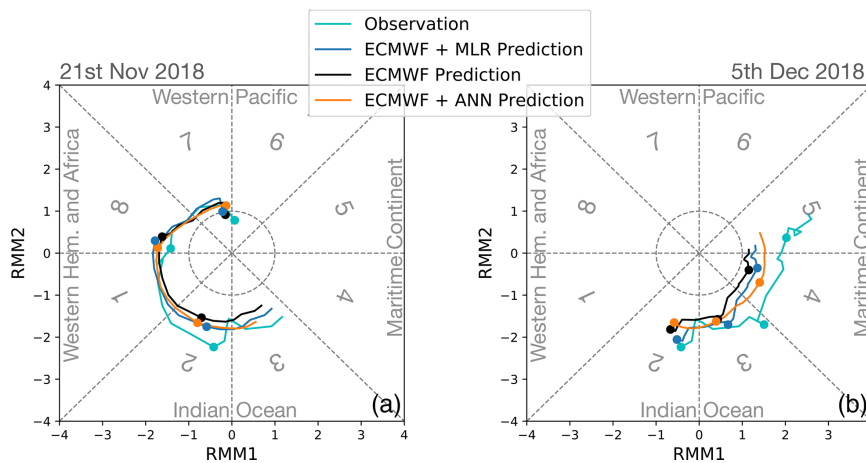 Observation
ECMWF + MLR Prediction
ECMWF Prediction
ECMWF + ANN Prediction
21st Nov 2018
5th Dec 2018
4
3
2
1
0
−1
−2
−3
−4
RMM2
−4 −3 −2 −1 0 1 2 3 4
RMM1
Western Pacific
Western Hem. and Africa
Maritime Continent
Indian Ocean
7
6
8
5
1
4
2
3
(a)
4
3
2
1
0
−1
−2
−3
−4
RMM2
−4 −3 −2 −1 0 1 2 3
RMM1
Western Pacific
Western Hem. and Africa
Maritime Continent
Indian Ocean
7
6
8
5
1
4
2
3
(b)